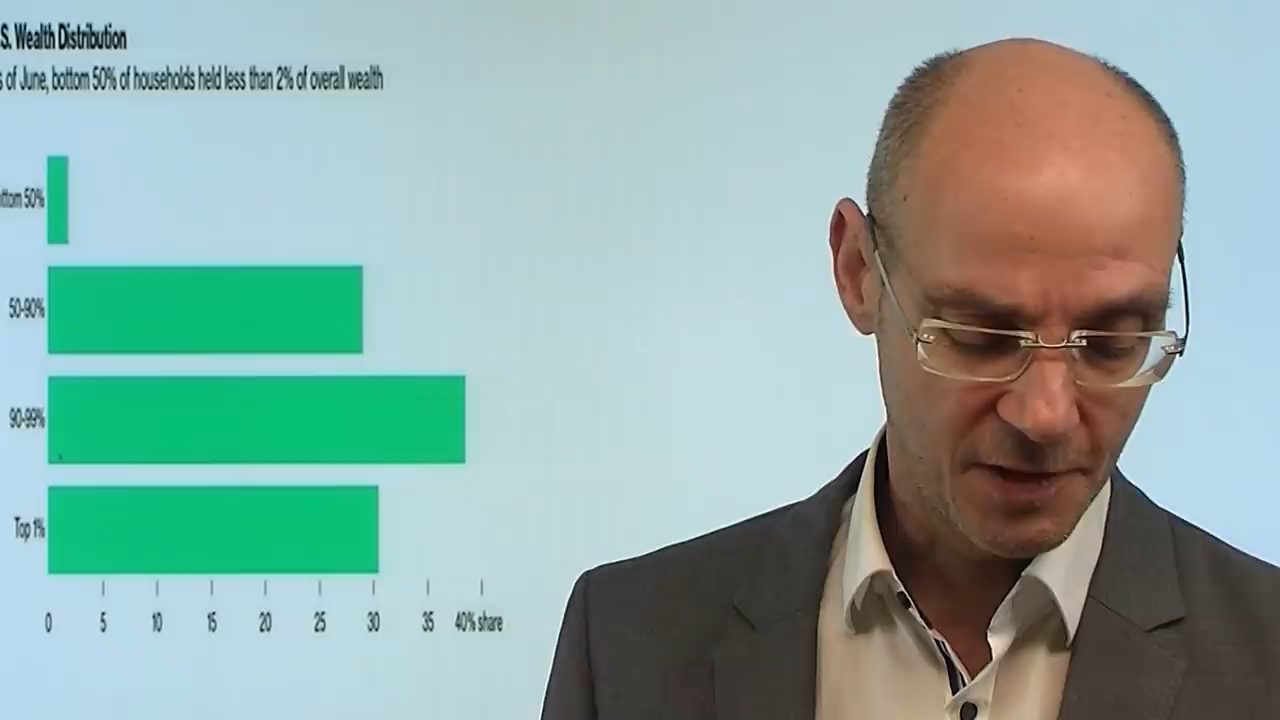 S. Wealth Distribution
s of June, bottom 50% of households held less than 2% of overall wealth
ottom 50%
50-90%
90-99%
Top 1%
0 5 10 15 20 25 30 35 40% share